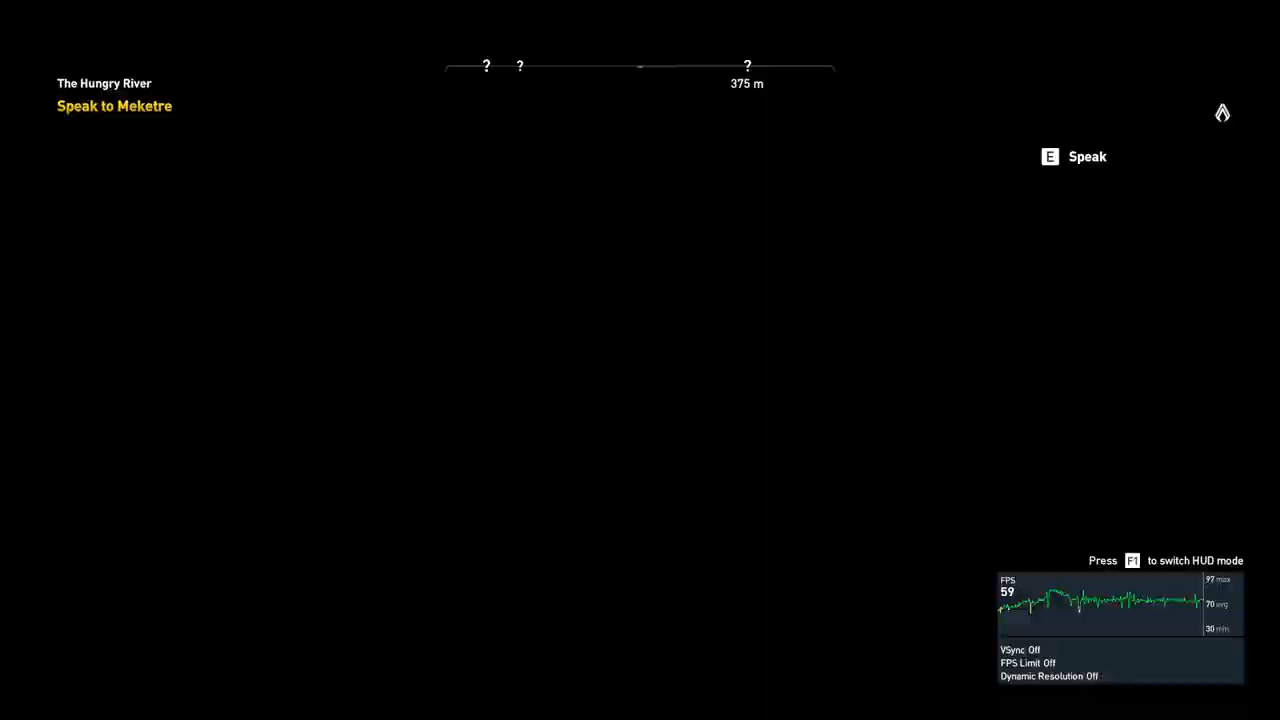 ? ? ?
The Hungry River
375 m
Speak to Meketre
E Speak
Press F1 to switch HUD mode
FPS
59
97 max
70 avg
30 min
VSync Off
FPS Limit Off
Dynamic Resolution Off